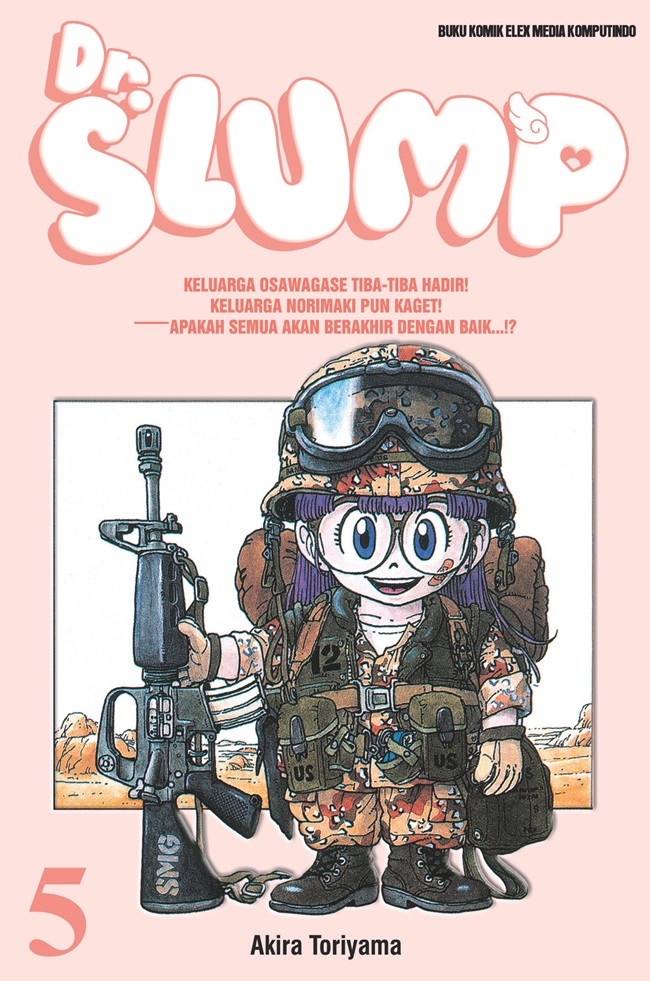 BUKU KOMIK ELEX MEDIA KOMPUTINDO
Dr.
SLUMP
KELUARGA OSAWAGASE TIBA-TIBA HADIR!
KELUARGA NORIMAKI PUN KAGET!
——APAKAH SEMUA AKAN BERAKHIR DENGAN BAIK...!?
12
US
US
SMG
5
Akira Toriyama